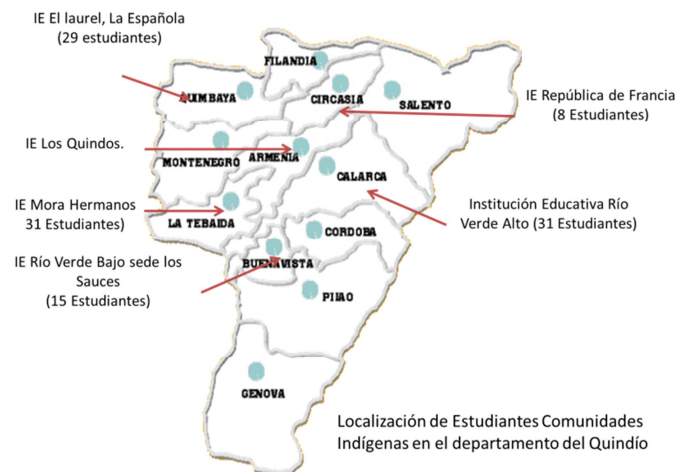 IE El laurel, La Española
(29 estudiantes)
FILANDIA
QUIMBAYA
CIRCASIA
SALENTO
IE República de Francia
(8 Estudiantes)
IE Los Quindos.
MONTENEGRO
ARMENIA
CALARCA
IE Mora Hermanos
31 Estudiantes)
LA TEBAIDA
Institución Educativa Río
Verde Alto (31 Estudiantes)
CORDOBA
IE Río Verde Bajo sede los
Sauces
(15 Estudiantes)
BUENAVISTA
PIJAO
GENOVA
Localización de Estudiantes Comunidades
Indígenas en el departamento del Quindío